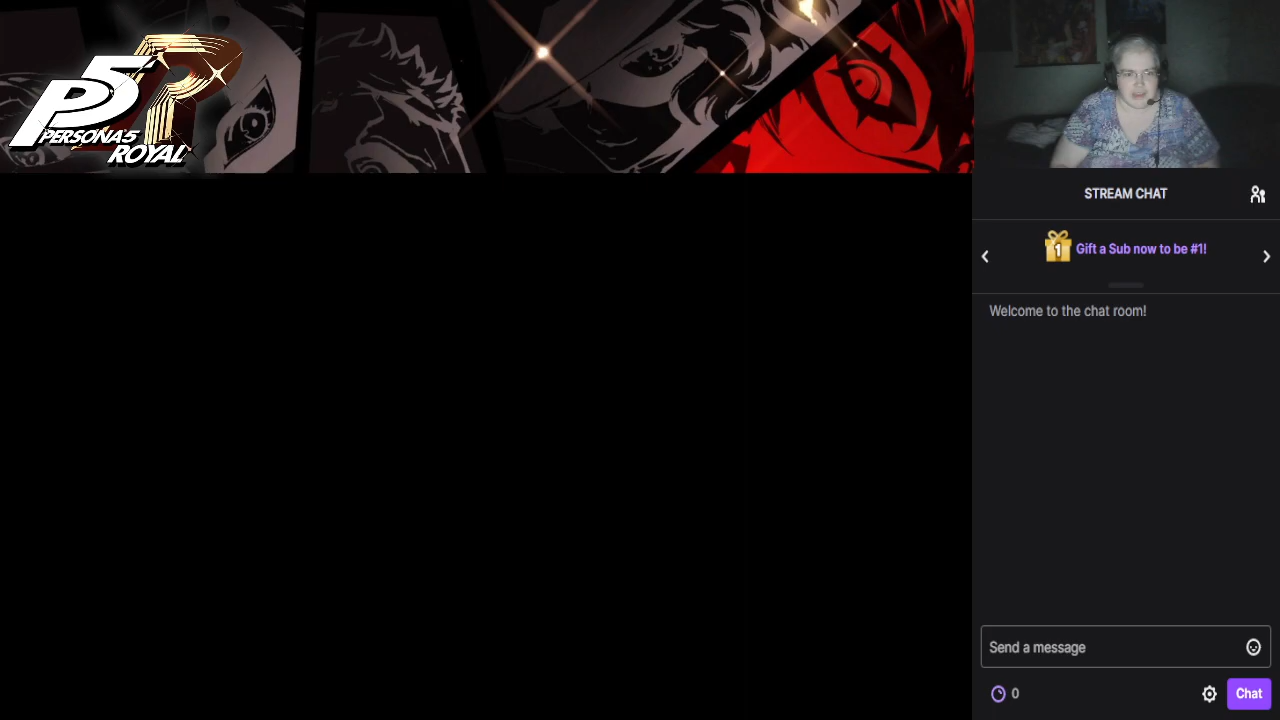 P5R
PERSONA5
ROYAL
STREAM CHAT
1
Gift a Sub now to be #1!
Welcome to the chat room!
Send a message
0
Chat